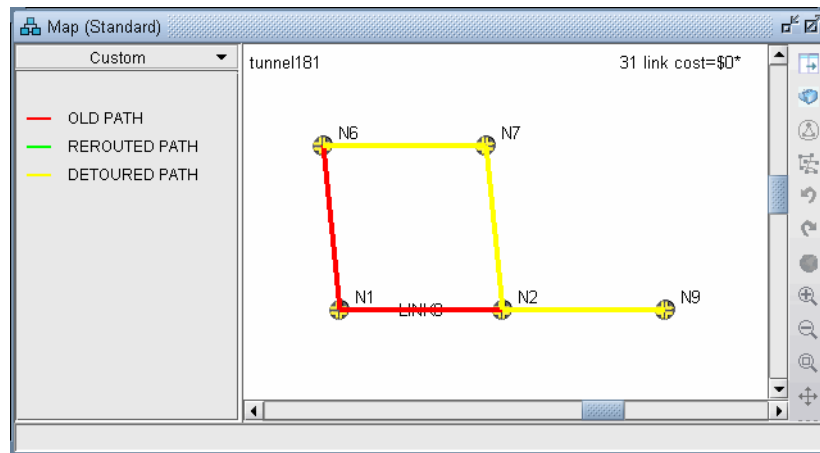 Map (Standard)
Custom
OLD PATH
REROUTED PATH
DETOURED PATH
tunnel181
31 link cost=$0*
N6
N7
N1
LINK8
N2
N9